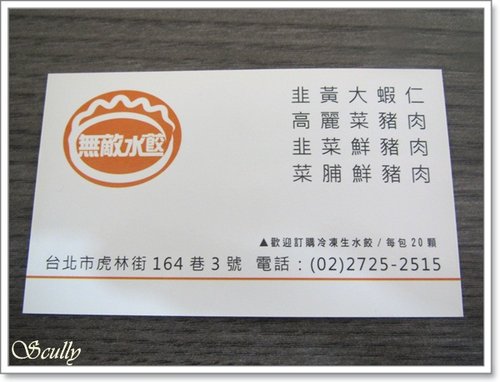 無敵水餃
韭黃大蝦仁
高麗菜豬肉
韭菜鮮豬肉
菜脯鮮豬肉
▲歡迎訂購冷凍生水餃/每包20顆
台北市虎林街164巷3號 電話:(02)2725-2515
Scully